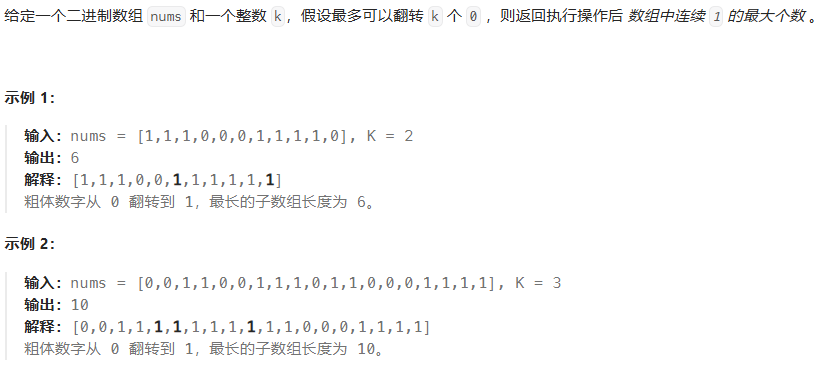 给定一个二进制数组 nums 和一个整数 k，假设最多可以翻转 k 个 0 ，则返回执行操作后 数组中连续 1 的最大个数 。
示例 1：
输入：nums = [1,1,1,0,0,0,1,1,1,1,0], K = 2
输出：6
解释：[1,1,1,0,0,1,1,1,1,1,1]
粗体数字从 0 翻转到 1，最长的子数组长度为 6。
示例 2：
输入：nums = [0,0,1,1,0,0,1,1,1,0,1,1,0,0,0,1,1,1,1], K = 3
输出：10
解释：[0,0,1,1,1,1,1,1,1,1,1,1,0,0,0,1,1,1,1]
粗体数字从 0 翻转到 1，最长的子数组长度为 10。